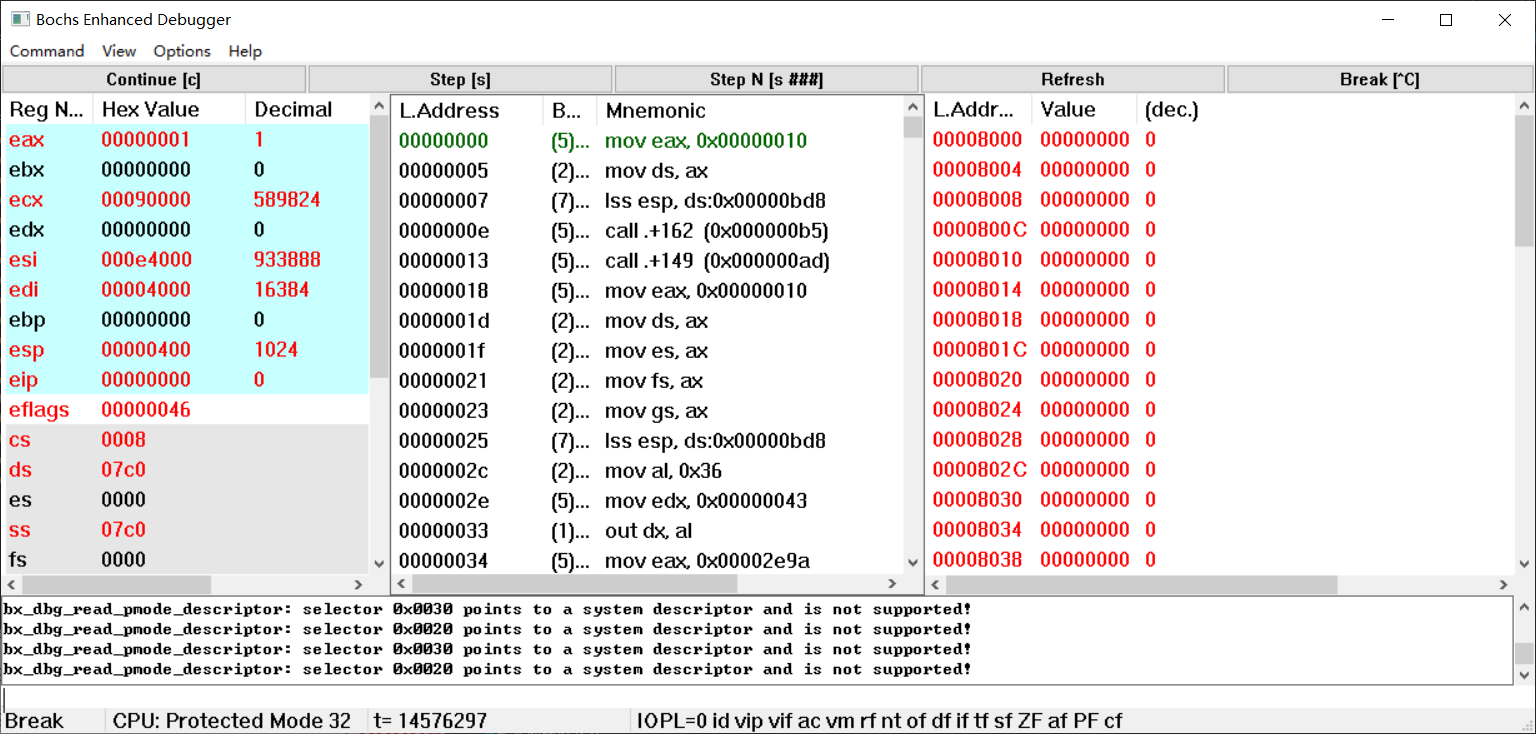 Bochs Enhanced Debugger
Command View Options Help
Continue [c] Step [s] Step N [s ###] Refresh Break [^C]
Reg N... Hex Value Decimal L.Address B... Mnemonic L.Addr... Value (dec.)
eax 00000001 1 00000000 (5)... mov eax, 0x00000010 00008000 00000000 0
ebx 00000000 0 00000005 (2)... mov ds, ax 00008004 00000000 0
ecx 00090000 589824 00000007 (7)... lss esp, ds:0x00000bd8 00008008 00000000 0
edx 00000000 0 0000000e (5)... call .+162 (0x000000b5) 0000800C 00000000 0
esi 000e4000 933888 00000013 (5)... call .+149 (0x000000ad) 00008010 00000000 0
edi 00004000 16384 00000018 (5)... mov eax, 0x00000010 00008014 00000000 0
ebp 00000000 0 0000001d (2)... mov ds, ax 00008018 00000000 0
esp 00000400 1024 0000001f (2)... mov es, ax 0000801C 00000000 0
eip 00000000 0 00000021 (2)... mov fs, ax 00008020 00000000 0
eflags 00000046 00000023 (2)... mov gs, ax 00008024 00000000 0
cs 0008 00000025 (7)... lss esp, ds:0x00000bd8 00008028 00000000 0
ds 07c0 0000002c (2)... mov al, 0x36 0000802C 00000000 0
es 0000 0000002e (5)... mov edx, 0x00000043 00008030 00000000 0
ss 07c0 00000033 (1)... out dx, al 00008034 00000000 0
fs 0000 00000034 (5)... mov eax, 0x00002e9a 00008038 00000000 0
bx_dbg_read_pmode_descriptor: selector 0x0030 points to a system descriptor and is not supported!
bx_dbg_read_pmode_descriptor: selector 0x0020 points to a system descriptor and is not supported!
bx_dbg_read_pmode_descriptor: selector 0x0030 points to a system descriptor and is not supported!
bx_dbg_read_pmode_descriptor: selector 0x0020 points to a system descriptor and is not supported!
Break CPU: Protected Mode 32 t= 14576297 IOPL=0 id vip vif ac vm rf nt of df if tf sf ZF af PF cf